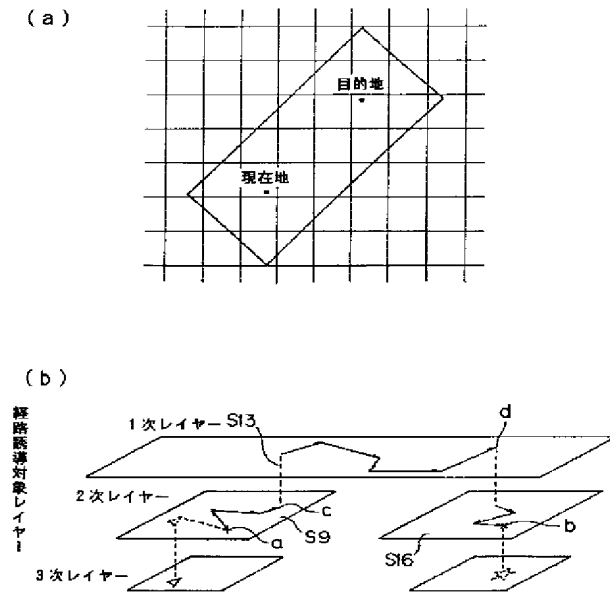 (a)
目的地
現在地
(b)
経路誘導対象レイヤー
1次レイヤー
S13
d
2次レイヤー
c
a
S9
b
S16
3次レイヤー